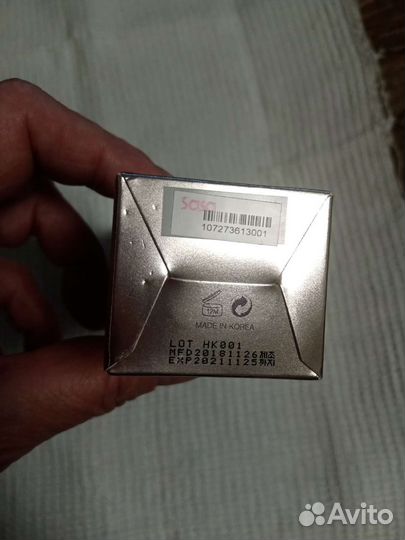 Sasa
107273613001
12M
MADE IN KOREA
LOT HK001
MFD20181126제조
EXP20211125까지
Avito